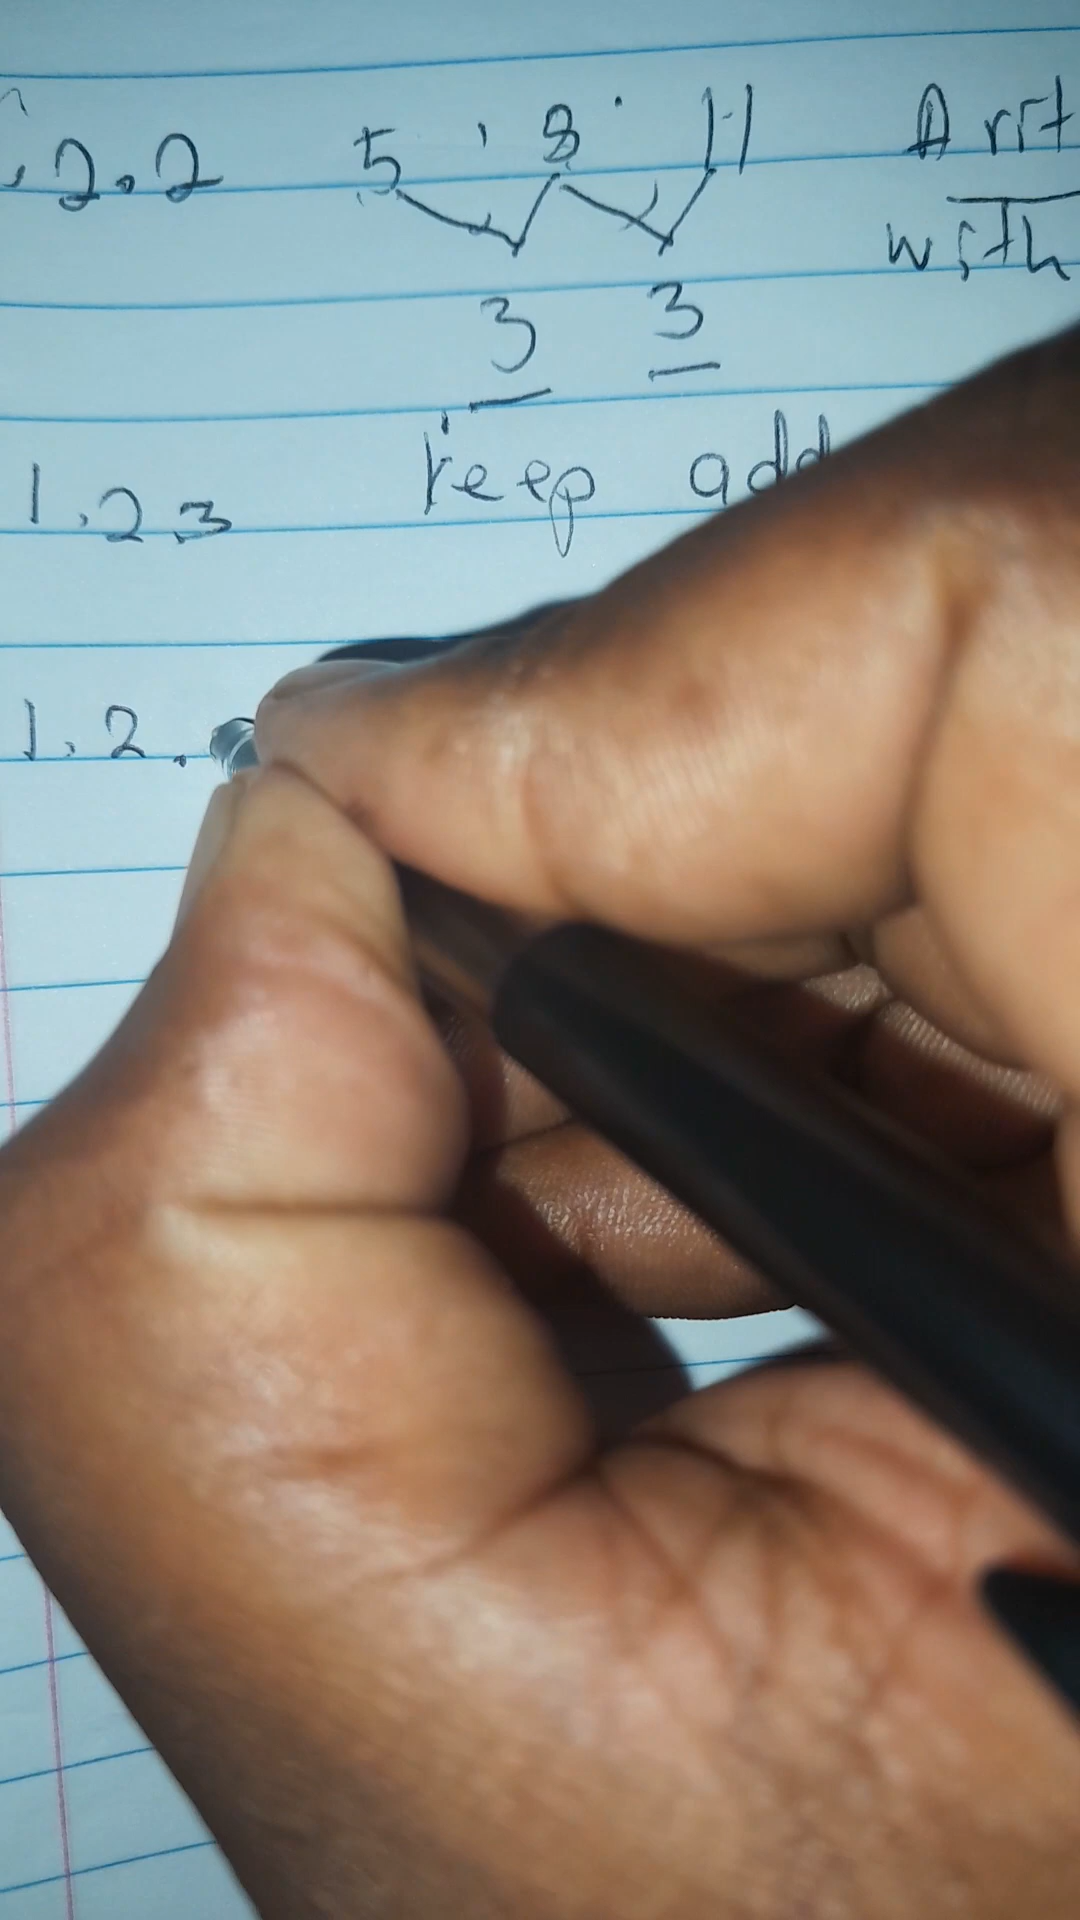 .2.2 5 , 8 . 11 Arit
with
3 3
1.2.3 keep add
1.2.